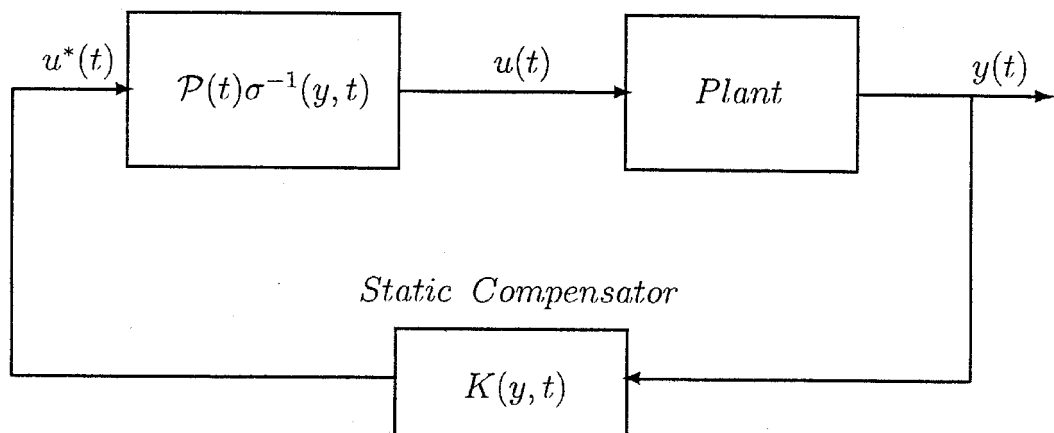 u*(t)
𝒫(t)σ⁻¹(y, t)
u(t)
Plant
y(t)
Static Compensator
K(y, t)